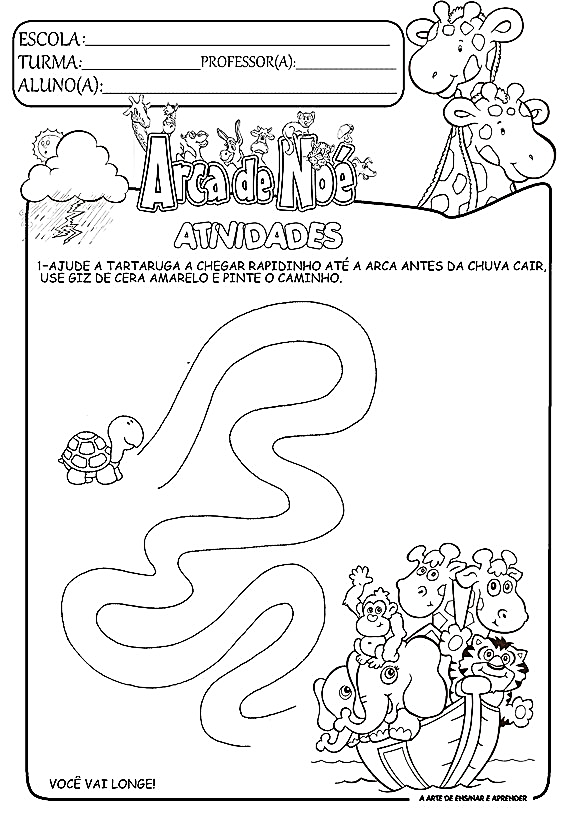 ESCOLA:
TURMA: PROFESSOR(A):
ALUNO(A):
Arca de Noé
ATIVIDADES
1-AJUDE A TARTARUGA A CHEGAR RAPIDINHO ATÉ A ARCA ANTES DA CHUVA CAIR,
USE GIZ DE CERA AMARELO E PINTE O CAMINHO.
VOCÊ VAI LONGE!
A ARTE DE ENSINAR E APRENDER